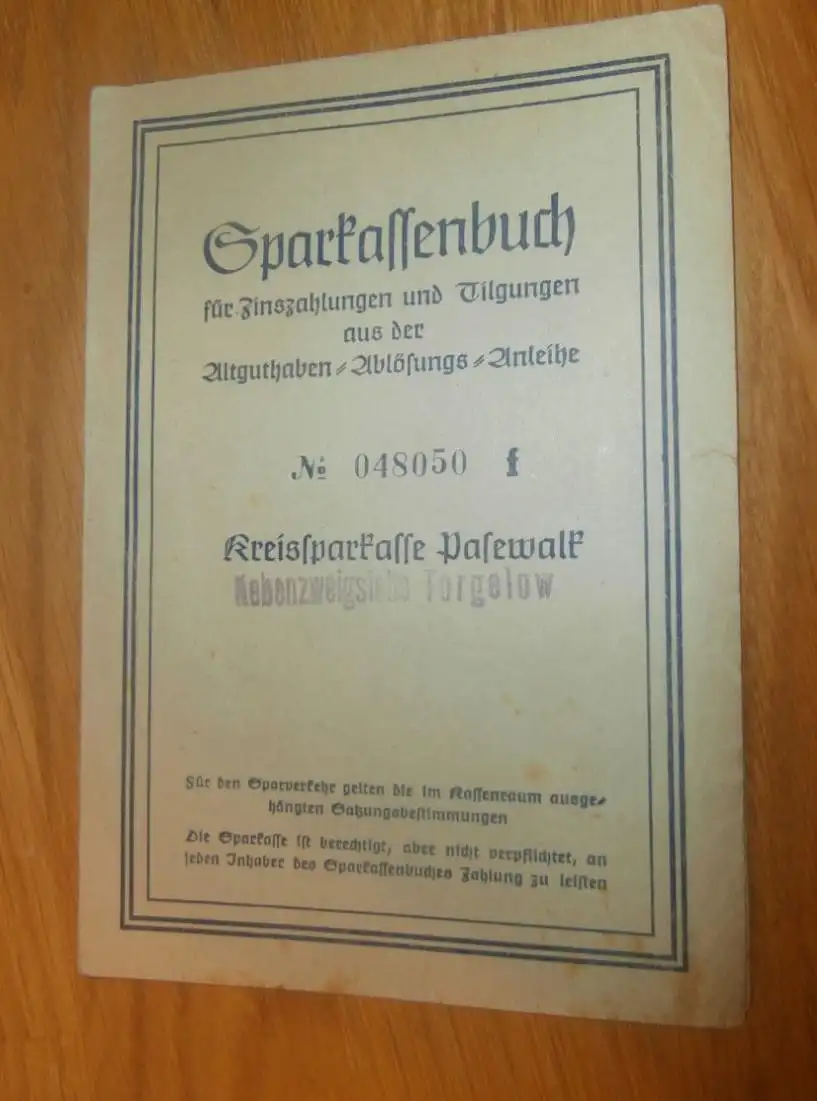 Sparkaſſenbuch
für Zinszahlungen und Tilgungen
aus der
Altguthaben⸗Ablöſungs⸗Anleihe
№ 048050 f
Kreisſparkaſſe Paſewalk
Nebenzweigstelle Torgelow
Für den Sparverkehr gelten die im Kaſſenraum ausge⸗
hängten Satzungsbeſtimmungen
Die Sparkaſſe iſt berechtigt, aber nicht verpflichtet, an
jeden Inhaber des Sparkaſſenbuches Zahlung zu leiſten